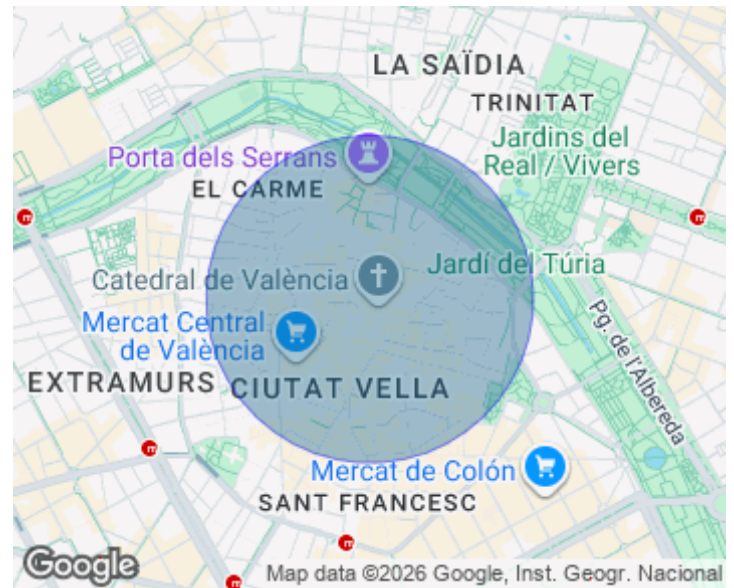 LA SAÏDIA
TRINITAT
Jardins del
Real / Vivers
Porta dels Serrans
EL CARME
Catedral de València
Jardí del Túria
Mercat Central
de València
Pg. de l'Albereda
EXTRAMURS
CIUTAT VELLA
Mercat de Colón
SANT FRANCESC
Google
Map data ©2026 Google, Inst. Geogr. Nacional